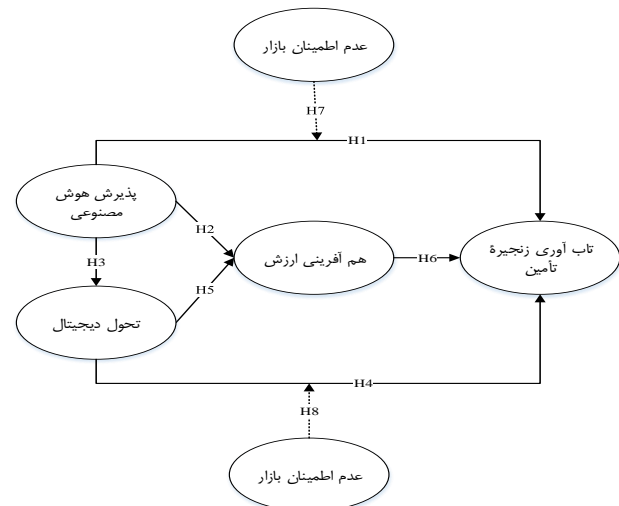 عدم اطمینان بازار
H7
H1
پذیرش هوش
مصنوعی
H2
تاب آوری زنجیرة
تأمین
هم آفرینی ارزش
H6
H3
H5
تحول دیجیتال
H4
H8
عدم اطمینان بازار